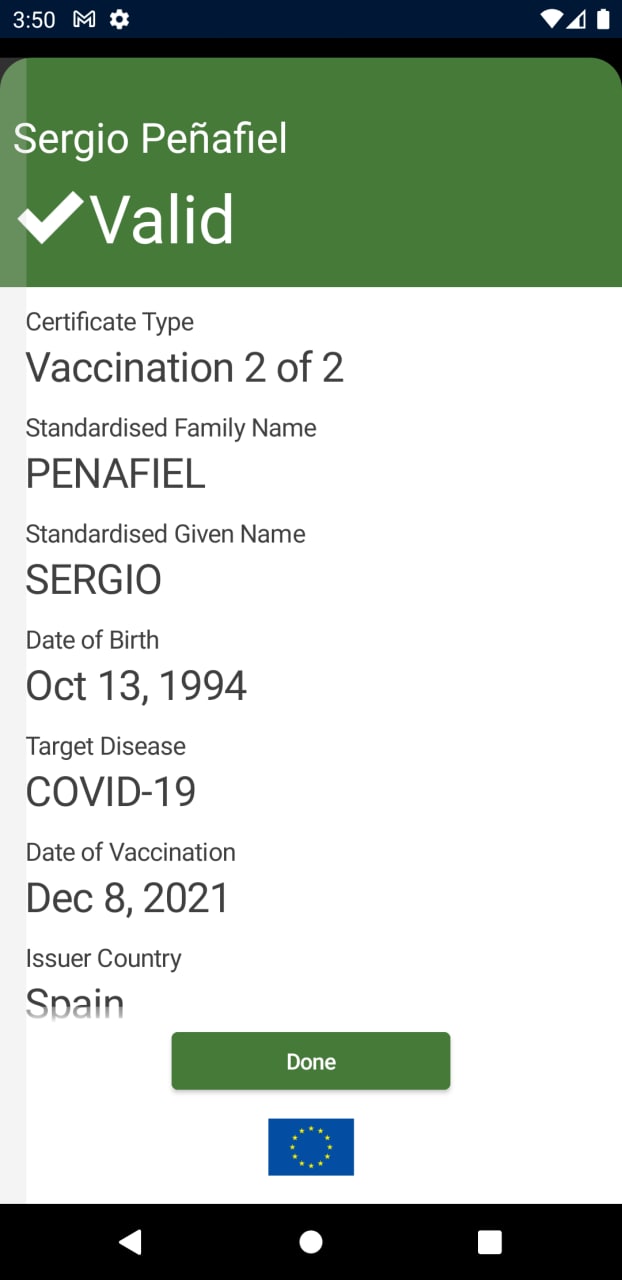 3:50
Sergio Peñafiel
Valid
Certificate Type
Vaccination 2 of 2
Standardised Family Name
PENAFIEL
Standardised Given Name
SERGIO
Date of Birth
Oct 13, 1994
Target Disease
COVID-19
Date of Vaccination
Dec 8, 2021
Issuer Country
Spain
Done